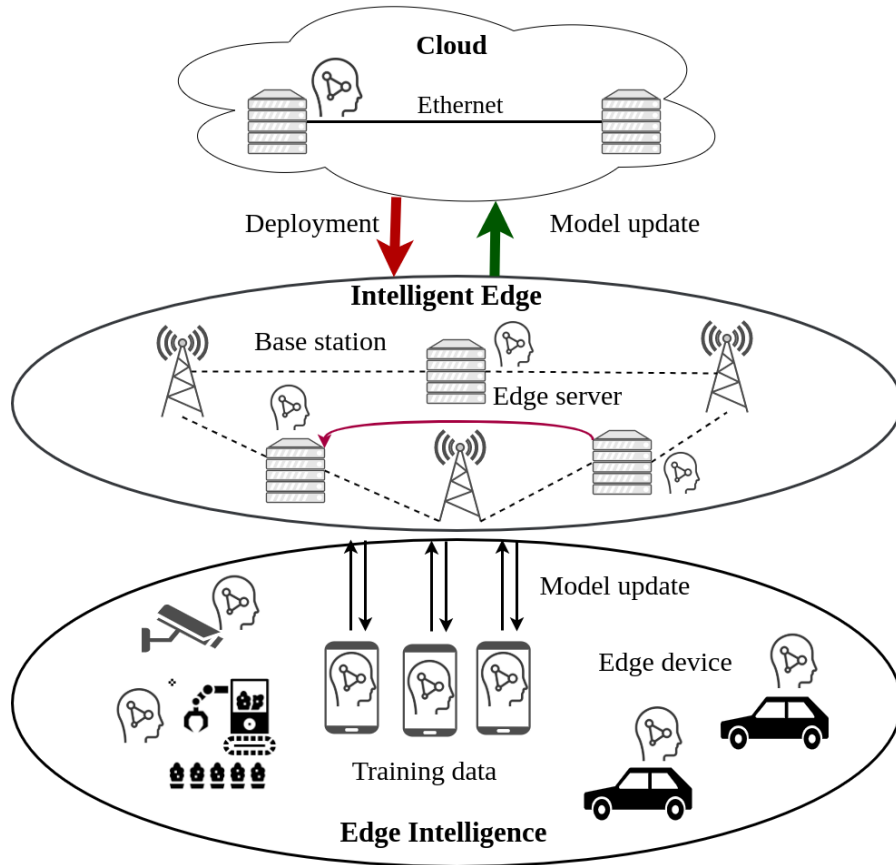 Cloud
Ethernet
Deployment
Model update
Intelligent Edge
Base station
Edge server
Model update
Edge device
Training data
Edge Intelligence